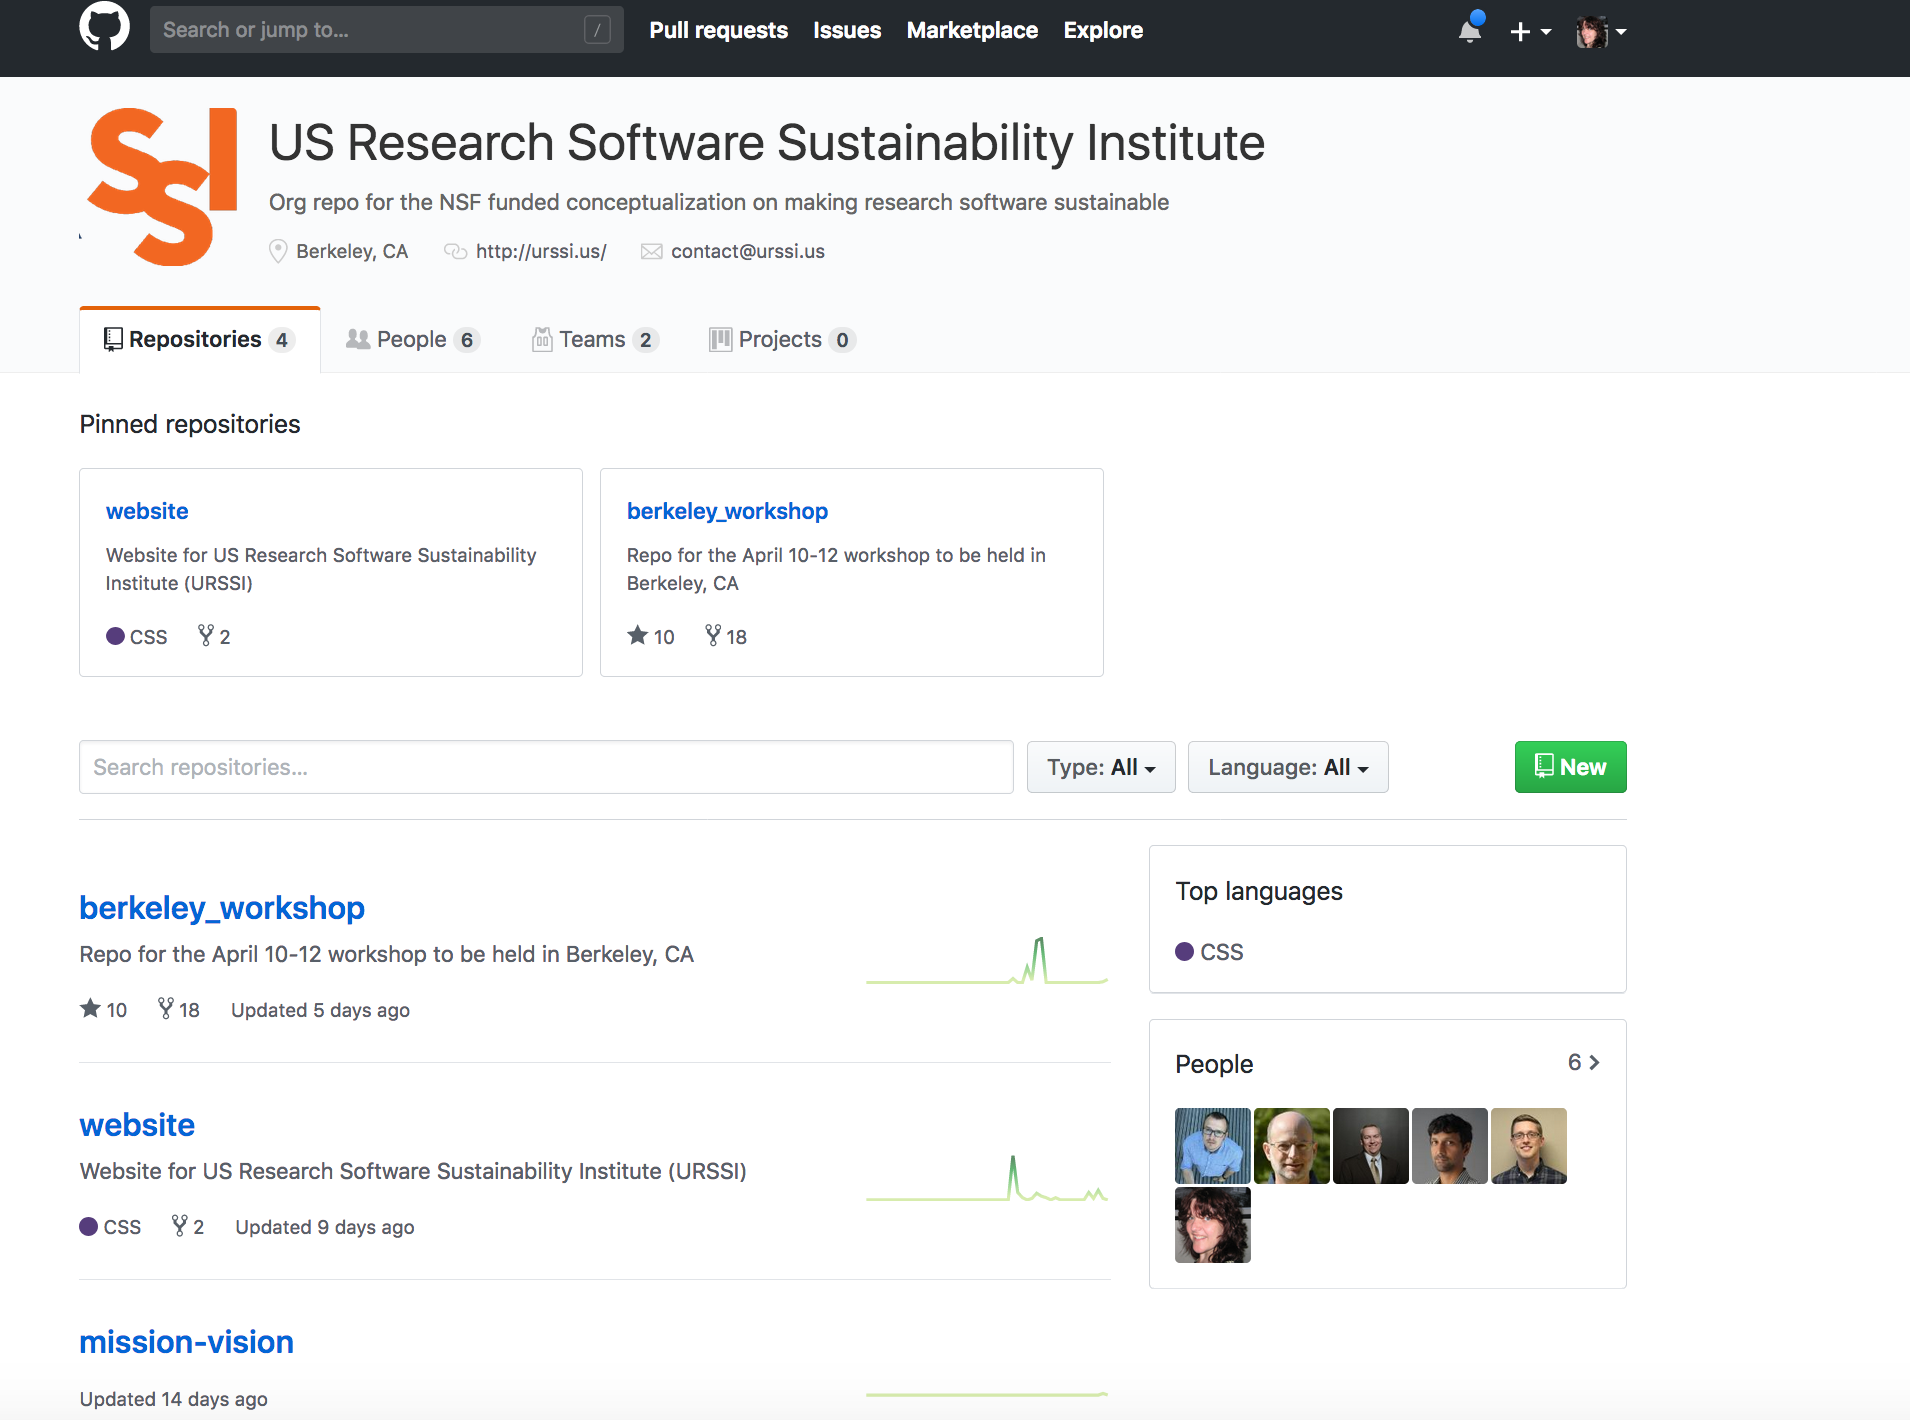 Search or jump to... /
Pull requests Issues Marketplace Explore
SSI
US Research Software Sustainability Institute
Org repo for the NSF funded conceptualization on making research software sustainable
Berkeley, CA http://urssi.us/ contact@urssi.us
Repositories 4 People 6 Teams 2 Projects 0
Pinned repositories
website
Website for US Research Software Sustainability
Institute (URSSI)
CSS 2
berkeley_workshop
Repo for the April 10-12 workshop to be held in
Berkeley, CA
10 18
Search repositories...
Type: All Language: All New
berkeley_workshop
Repo for the April 10-12 workshop to be held in Berkeley, CA
10 18 Updated 5 days ago
website
Website for US Research Software Sustainability Institute (URSSI)
CSS 2 Updated 9 days ago
mission-vision
Updated 14 days ago
Top languages
CSS
People 6